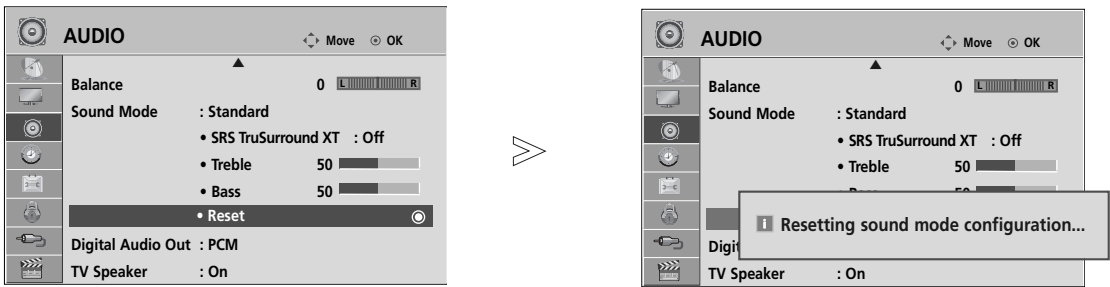 AUDIO Move OK
Balance 0 L R
Sound Mode : Standard
• SRS TruSurround XT : Off
• Treble 50
• Bass 50
• Reset
Digital Audio Out : PCM
TV Speaker : On
AUDIO Move OK
Balance 0 L R
Sound Mode : Standard
• SRS TruSurround XT : Off
• Treble 50
i Resetting sound mode configuration...
TV Speaker : On